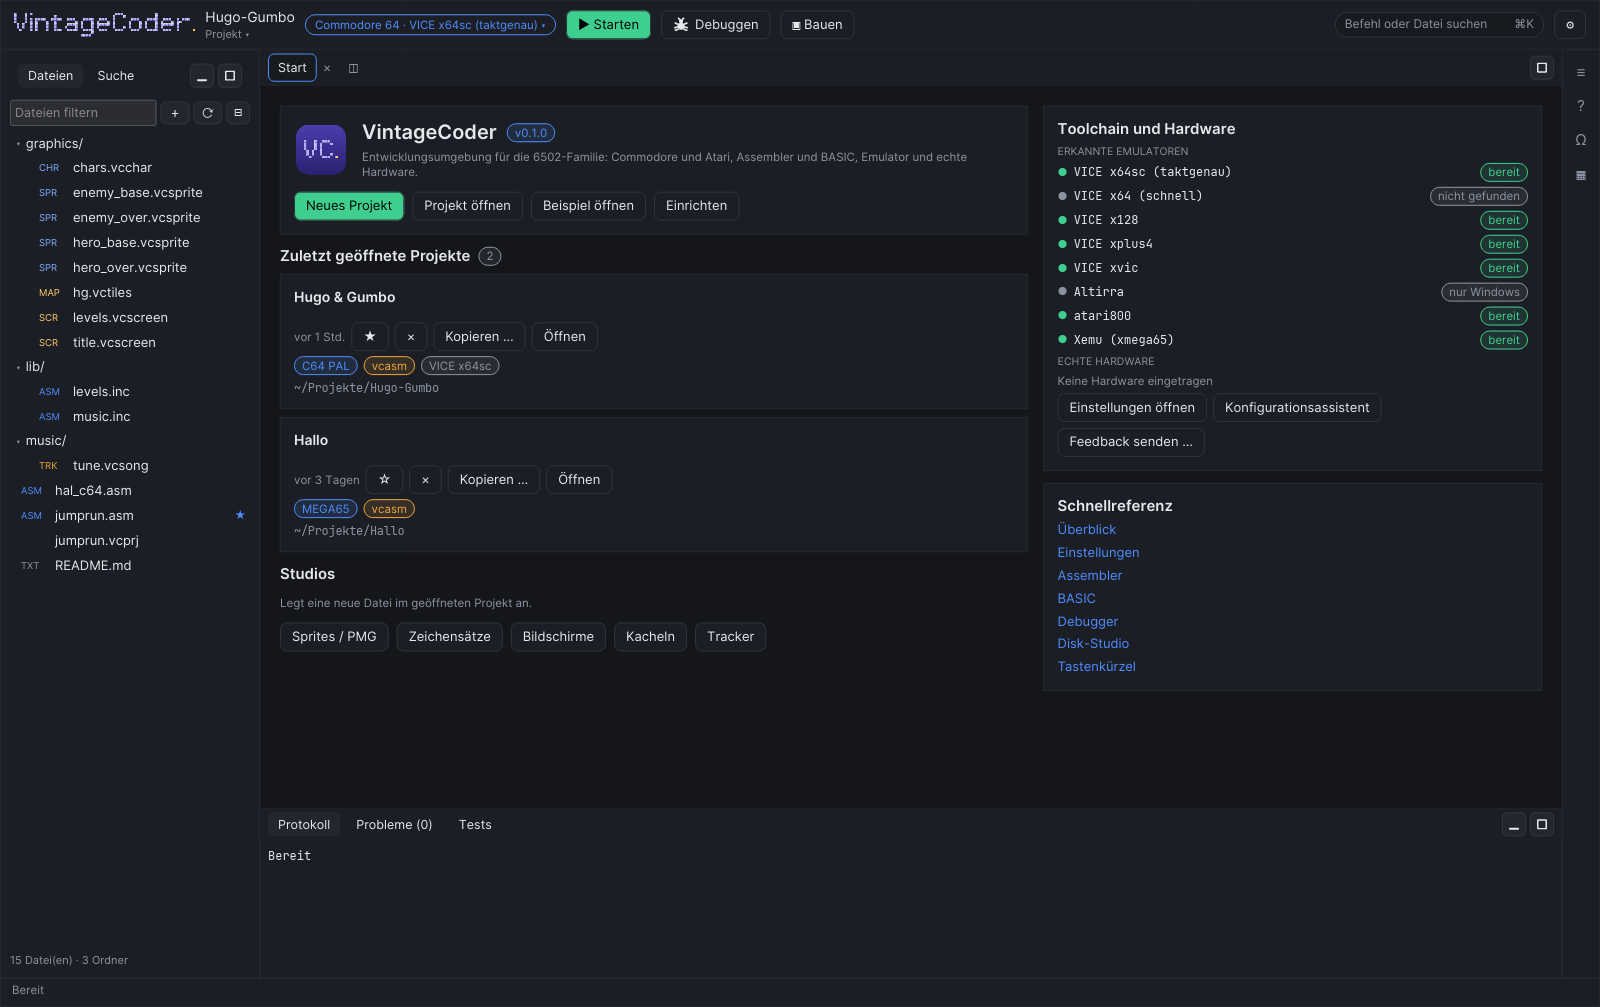 VintageCoder.
Hugo-Gumbo
Projekt
Commodore 64 · VICE x64sc (taktgenau)
Starten
Debuggen
Bauen
Befehl oder Datei suchen ⌘K
Dateien
Suche
Dateien filtern
graphics/
CHR chars.vcchar
SPR enemy_base.vcsprite
SPR enemy_over.vcsprite
SPR hero_base.vcsprite
SPR hero_over.vcsprite
MAP hg.vctiles
SCR levels.vcscreen
SCR title.vcscreen
lib/
ASM levels.inc
ASM music.inc
music/
TRK tune.vcsong
ASM hal_c64.asm
ASM jumprun.asm ★
jumprun.vcprj
TXT README.md
15 Datei(en) · 3 Ordner
Start ×
VC.
VintageCoder v0.1.0
Entwicklungsumgebung für die 6502-Familie: Commodore und Atari, Assembler und BASIC, Emulator und echte
Hardware.
Neues Projekt
Projekt öffnen
Beispiel öffnen
Einrichten
Zuletzt geöffnete Projekte 2
Hugo & Gumbo
vor 1 Std. ★ × Kopieren ... Öffnen
C64 PAL vcasm VICE x64sc
~/Projekte/Hugo-Gumbo
Hallo
vor 3 Tagen ☆ × Kopieren ... Öffnen
MEGA65 vcasm
~/Projekte/Hallo
Studios
Legt eine neue Datei im geöffneten Projekt an.
Sprites / PMG
Zeichensätze
Bildschirme
Kacheln
Tracker
Toolchain und Hardware
ERKANNTE EMULATOREN
VICE x64sc (taktgenau) bereit
VICE x64 (schnell) nicht gefunden
VICE x128 bereit
VICE xplus4 bereit
VICE xvic bereit
Altirra nur Windows
atari800 bereit
Xemu (xmega65) bereit
ECHTE HARDWARE
Keine Hardware eingetragen
Einstellungen öffnen
Konfigurationsassistent
Feedback senden ...
Schnellreferenz
Überblick
Einstellungen
Assembler
BASIC
Debugger
Disk-Studio
Tastenkürzel
≡
?
Ω
Protokoll
Probleme (0)
Tests
Bereit
Bereit